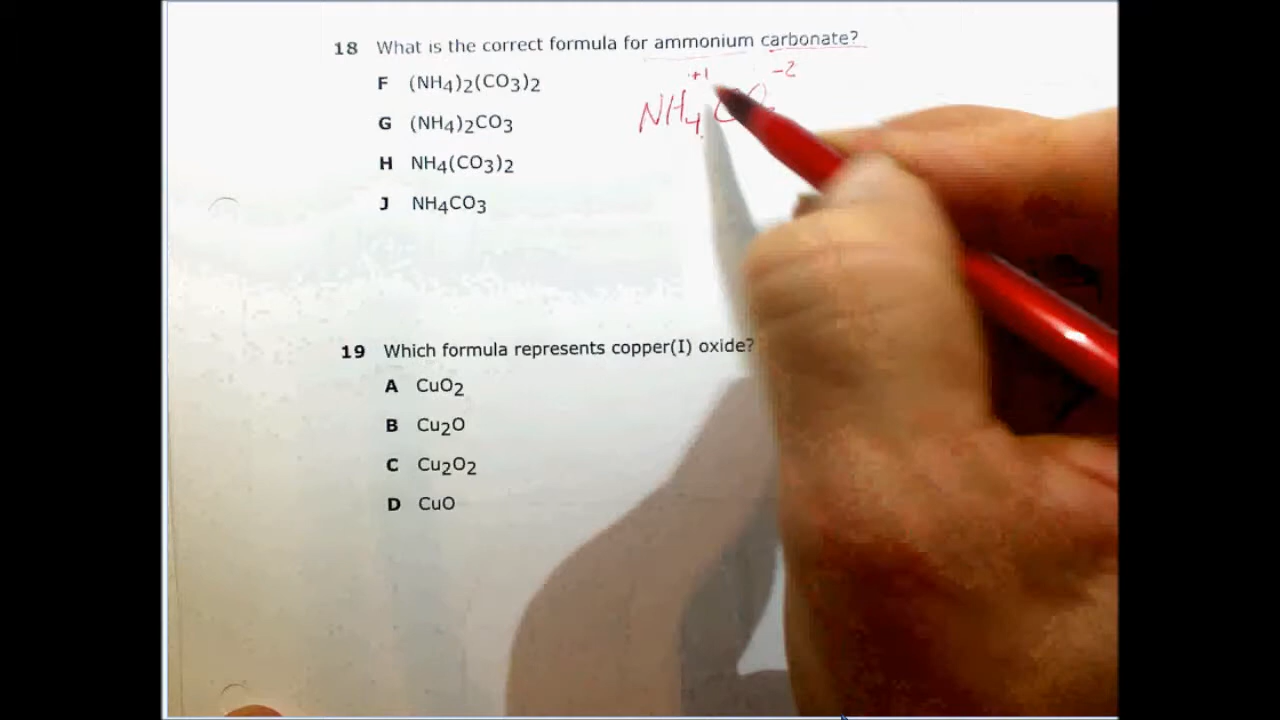 18 What is the correct formula for ammonium carbonate?
F (NH4)2(CO3)2
G (NH4)2CO3
H NH4(CO3)2
J NH4CO3
+1 -2
NH4
19 Which formula represents copper(I) oxide?
A CuO2
B Cu2O
C Cu2O2
D CuO